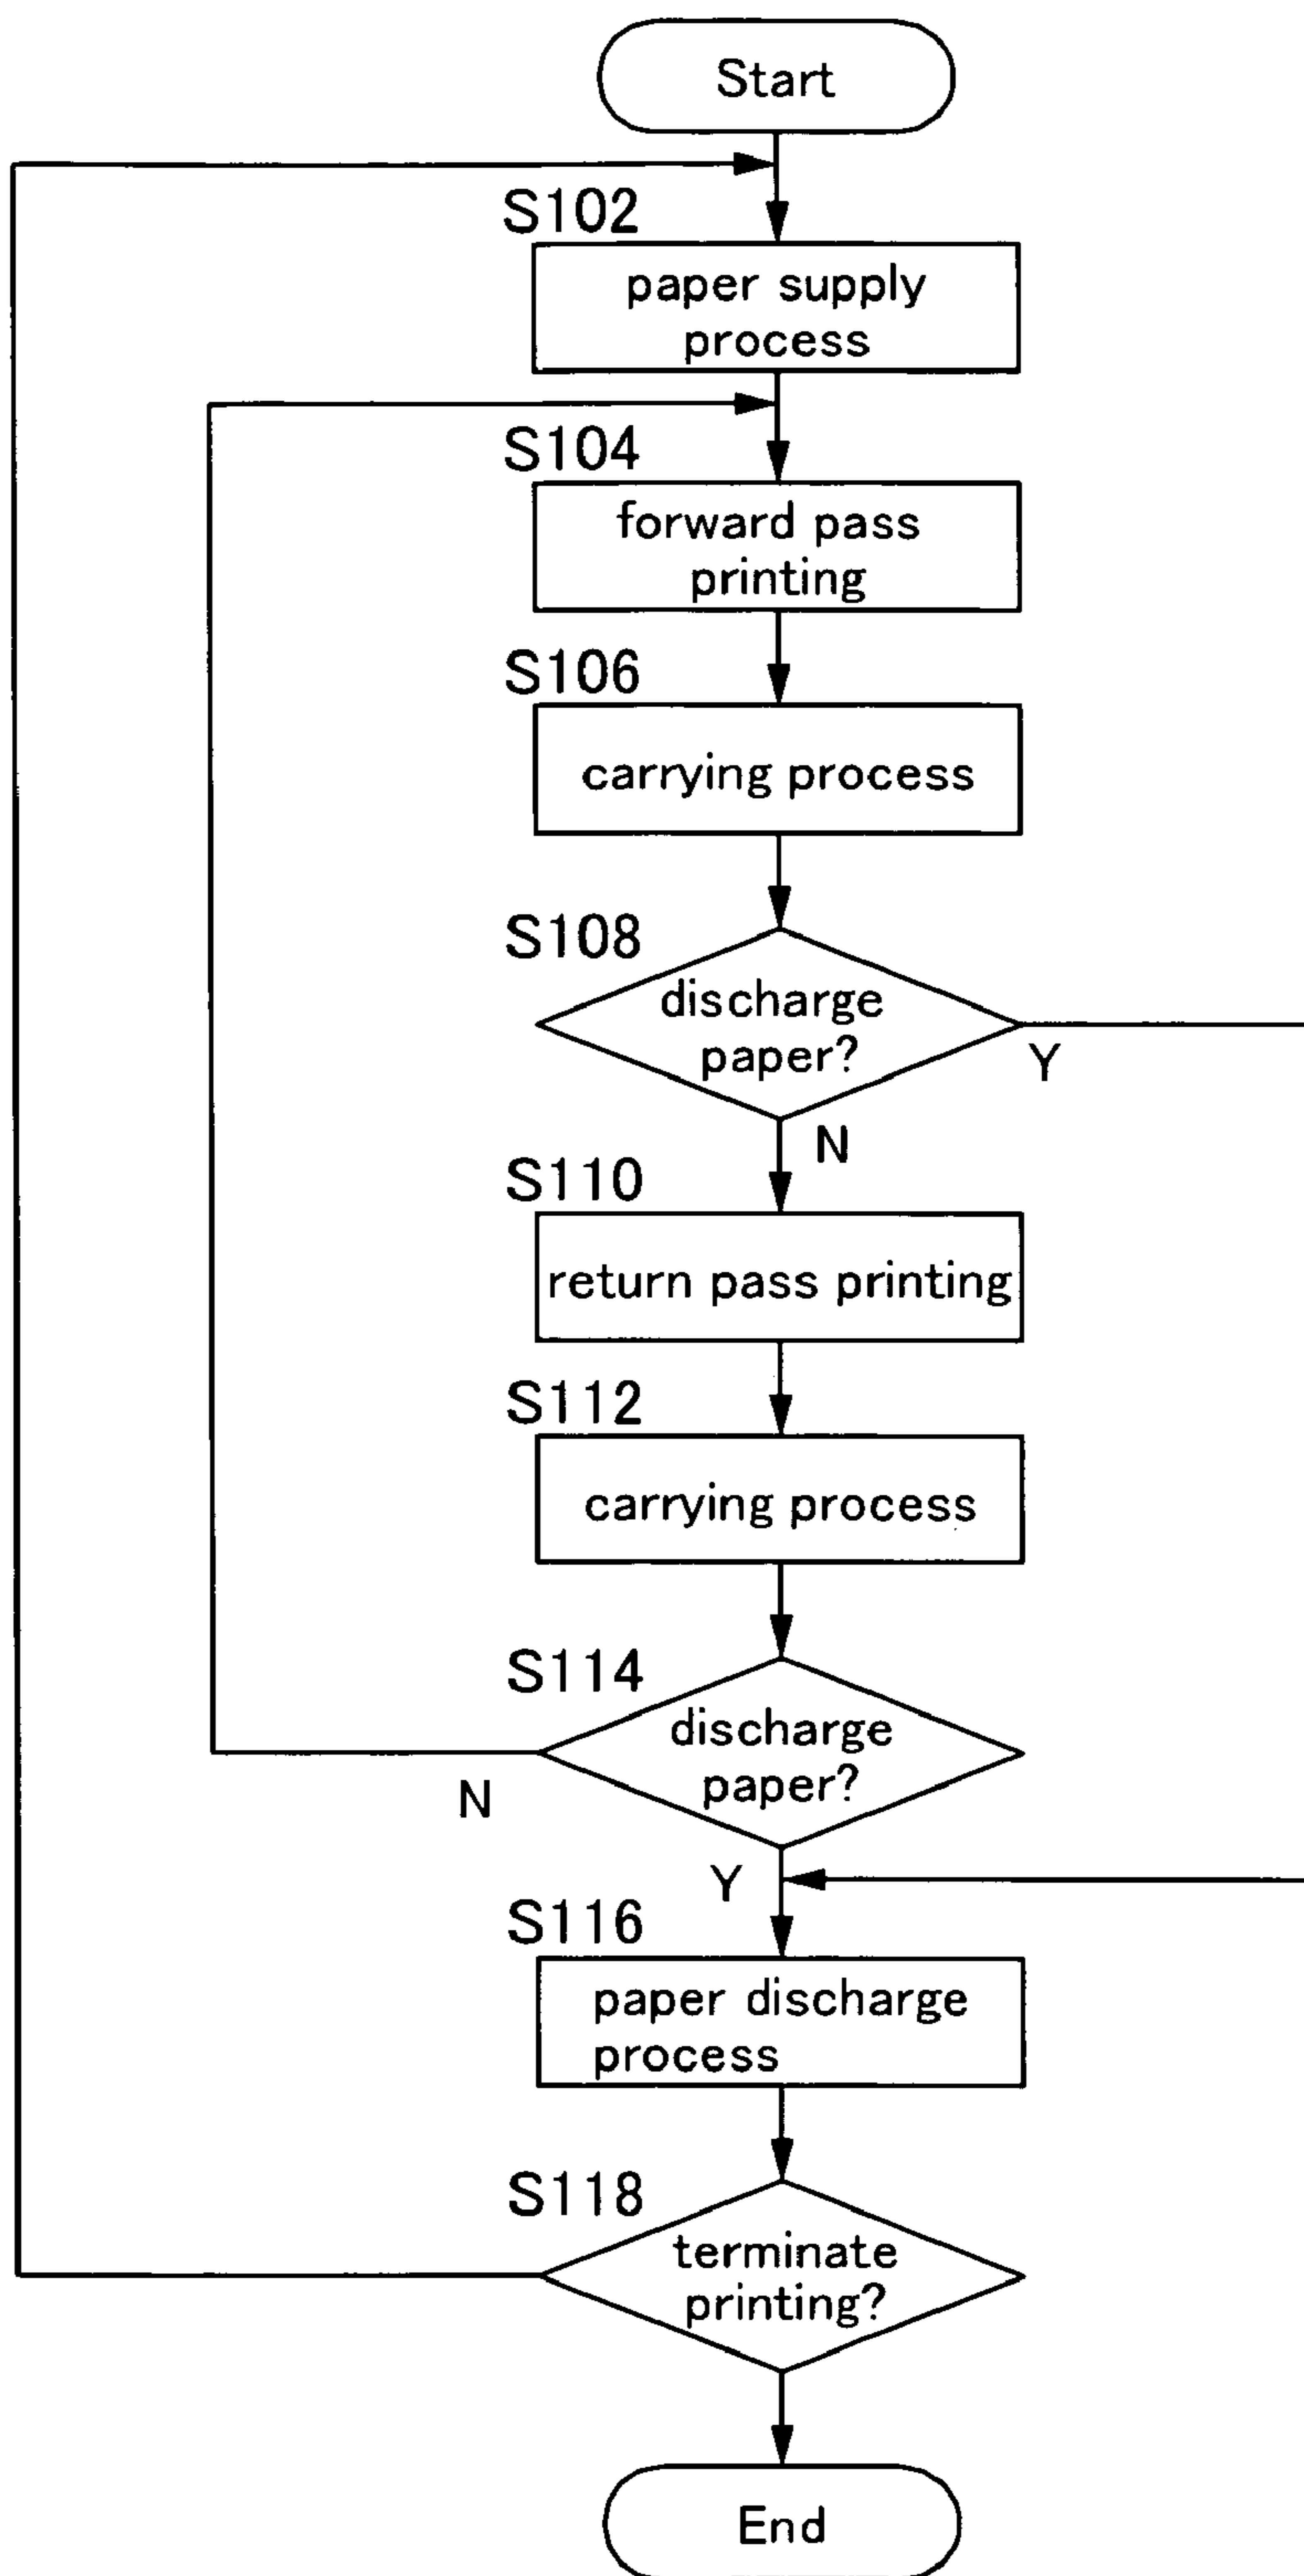 Start
S102
paper supply
process
S104
forward pass
printing
S106
carrying process
S108
discharge
paper?
Y
N
S110
return pass printing
S112
carrying process
S114
discharge
paper?
N
Y
S116
paper discharge
process
S118
terminate
printing?
End